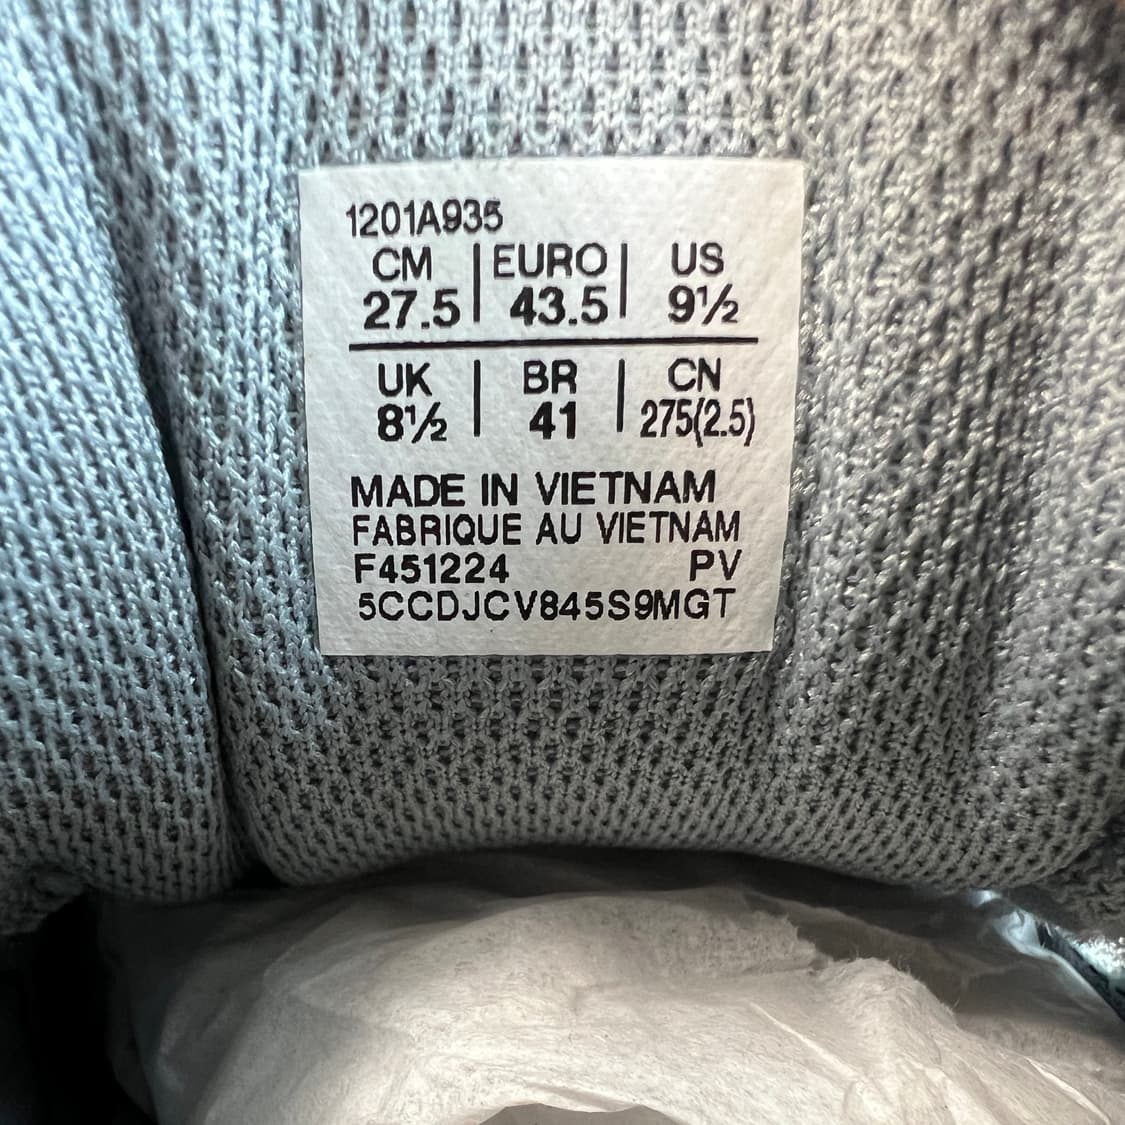 1201A935
CM | EURO | US
27.5 | 43.5 | 9½
UK | BR | CN
8½ | 41 | 275(2.5)
MADE IN VIETNAM
FABRIQUE AU VIETNAM
F451224 PV
5CCDJCV845S9MGT